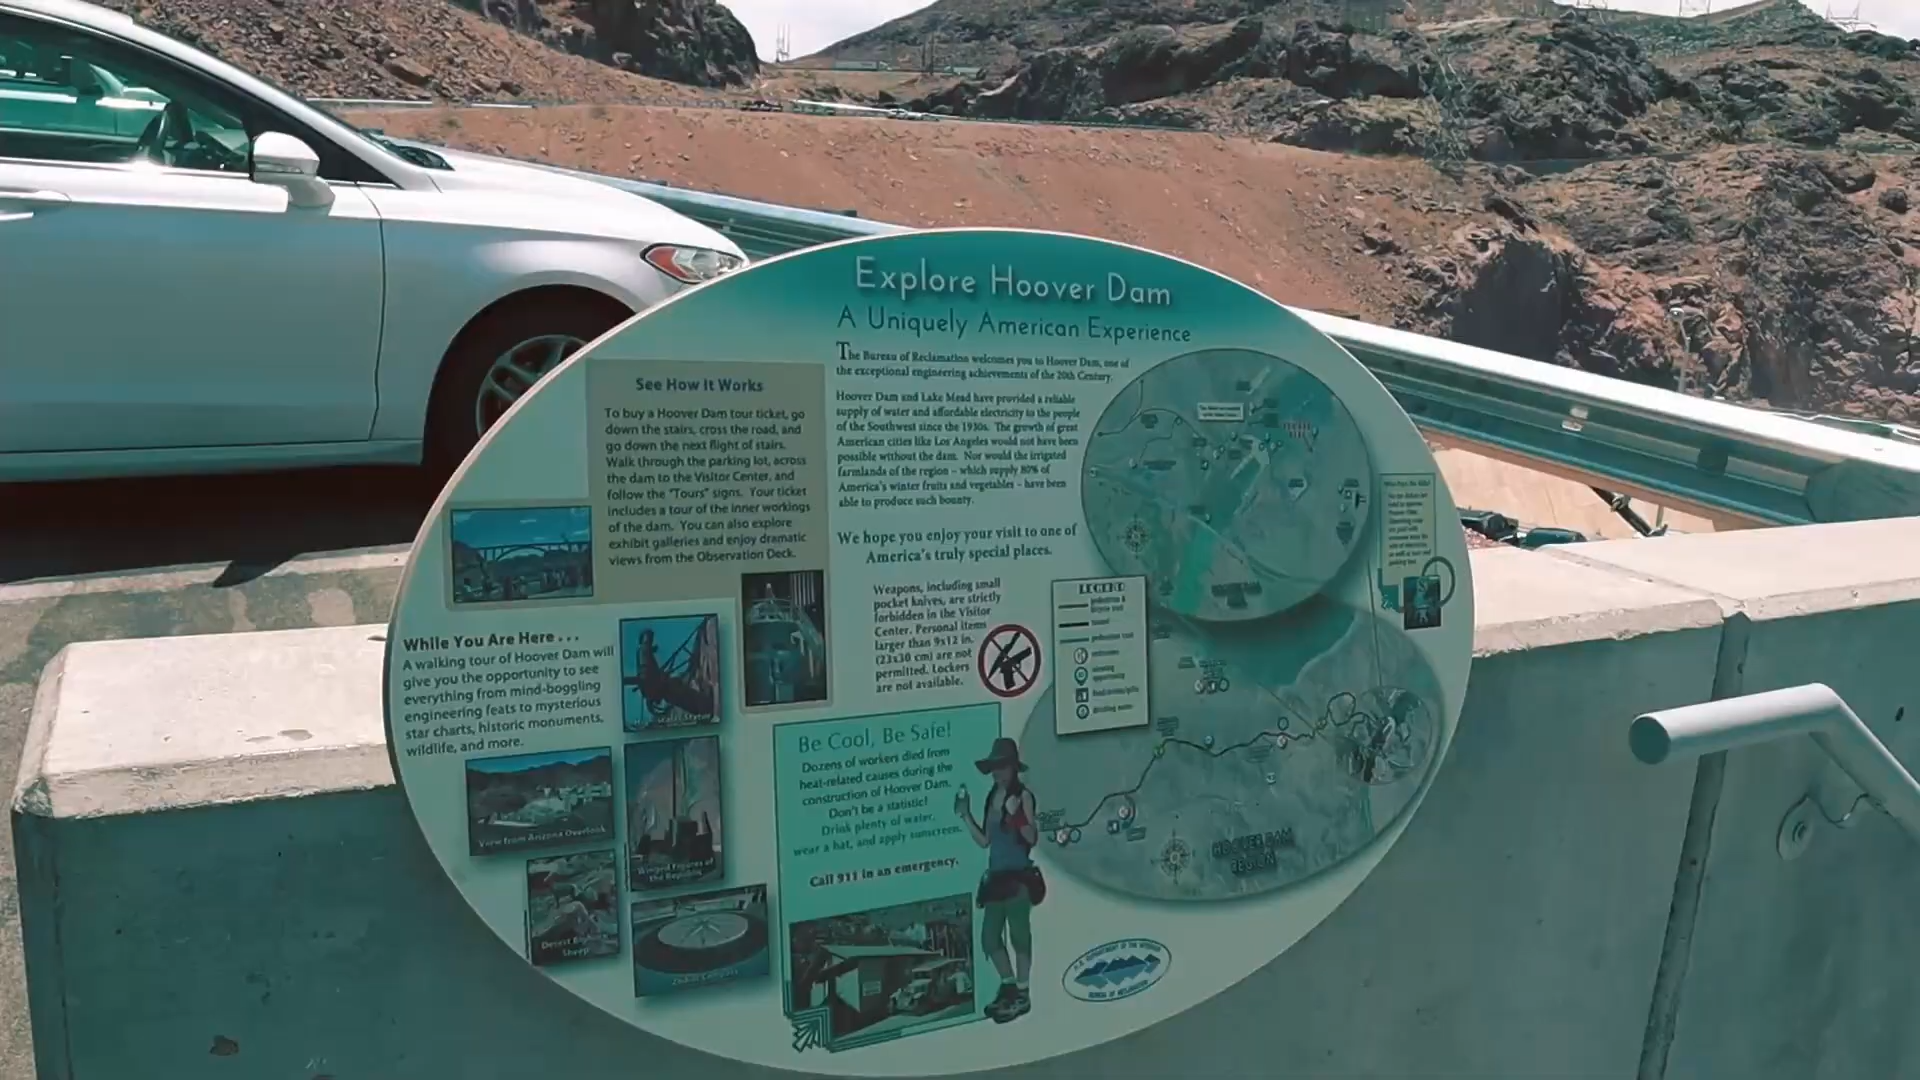 Explore Hoover Dam
A Uniquely American Experience
The Bureau of Reclamation welcomes you to Hoover Dam, one of
the exceptional engineering achievements of the 20th Century.
Hoover Dam and Lake Mead have provided a reliable
supply of water and affordable electricity to the people
of the Southwest since the 1930s. The growth of great
American cities like Los Angeles would not have been
possible without the dam. Nor would the irrigated
farmlands of the region – which supply 80% of
America's winter fruits and vegetables – have been
able to produce such bounty.
We hope you enjoy your visit to one of
America's truly special places.
See How It Works
To buy a Hoover Dam tour ticket, go
down the stairs, cross the road, and
go down the next flight of stairs.
Walk through the parking lot, across
the dam to the Visitor Center, and
follow the "Tours" signs. Your ticket
includes a tour of the inner workings
of the dam. You can also explore
exhibit galleries and enjoy dramatic
views from the Observation Deck.
While You Are Here . . .
A walking tour of Hoover Dam will
give you the opportunity to see
everything from mind-boggling
engineering feats to mysterious
star charts, historic monuments,
wildlife, and more.
View from Arizona Overlook
Winged Figures of
the Republic
Desert Bighorn
Sheep
Zodiac Compass
Weapons, including small
pocket knives, are strictly
forbidden in the Visitor
Center. Personal items
larger than 9x12 in.
(23x30 cm) are not
permitted. Lockers
are not available.
Be Cool, Be Safe!
Dozens of workers died from
heat-related causes during the
construction of Hoover Dam.
Don't be a statistic!
Drink plenty of water,
wear a hat, and apply sunscreen.
Call 911 in an emergency.
LEGEND
HOOVER DAM
REGION